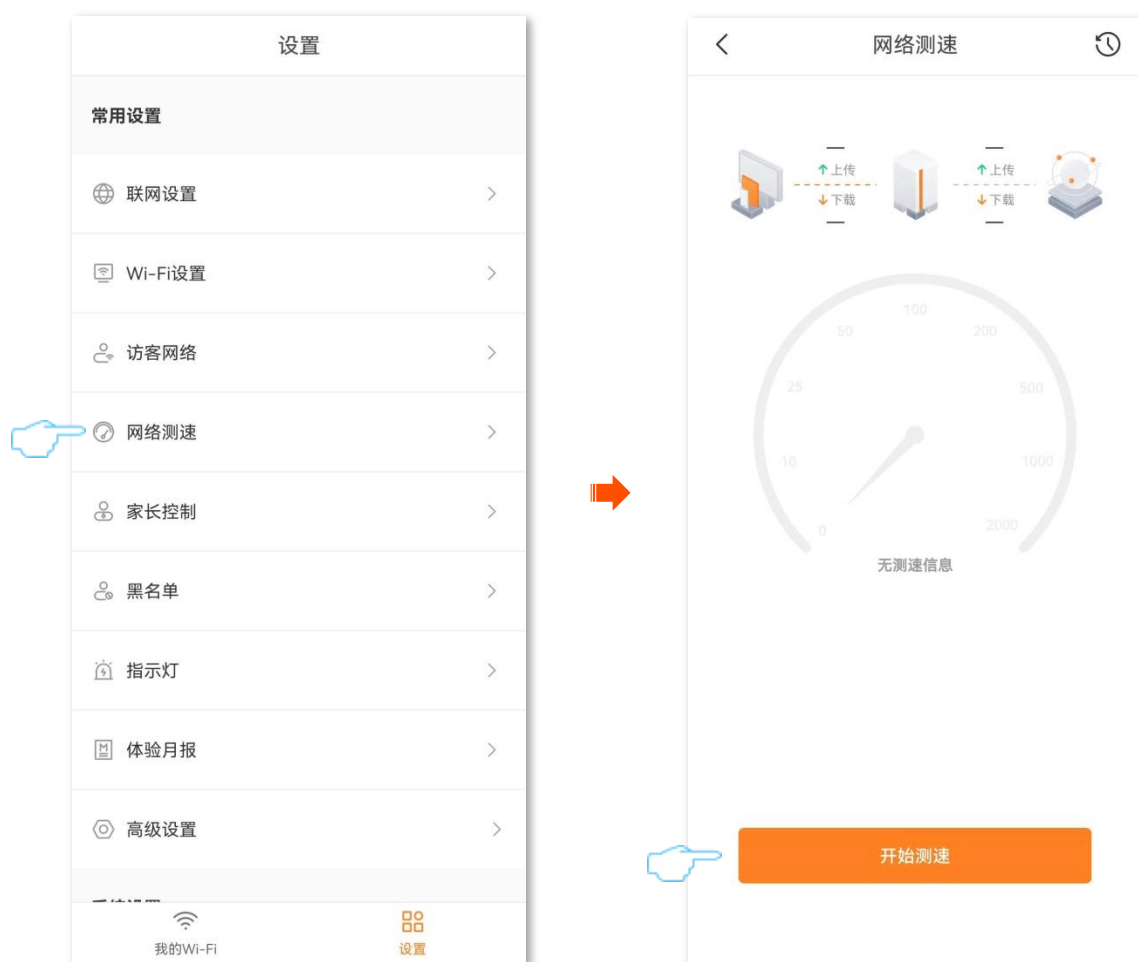 设置
常用设置
联网设置
Wi-Fi设置
访客网络
网络测速
家长控制
黑名单
指示灯
体验月报
高级设置
我的Wi-Fi
设置
网络测速
上传
下载
上传
下载
100
50
200
25
500
10
1000
0
2000
无测速信息
开始测速